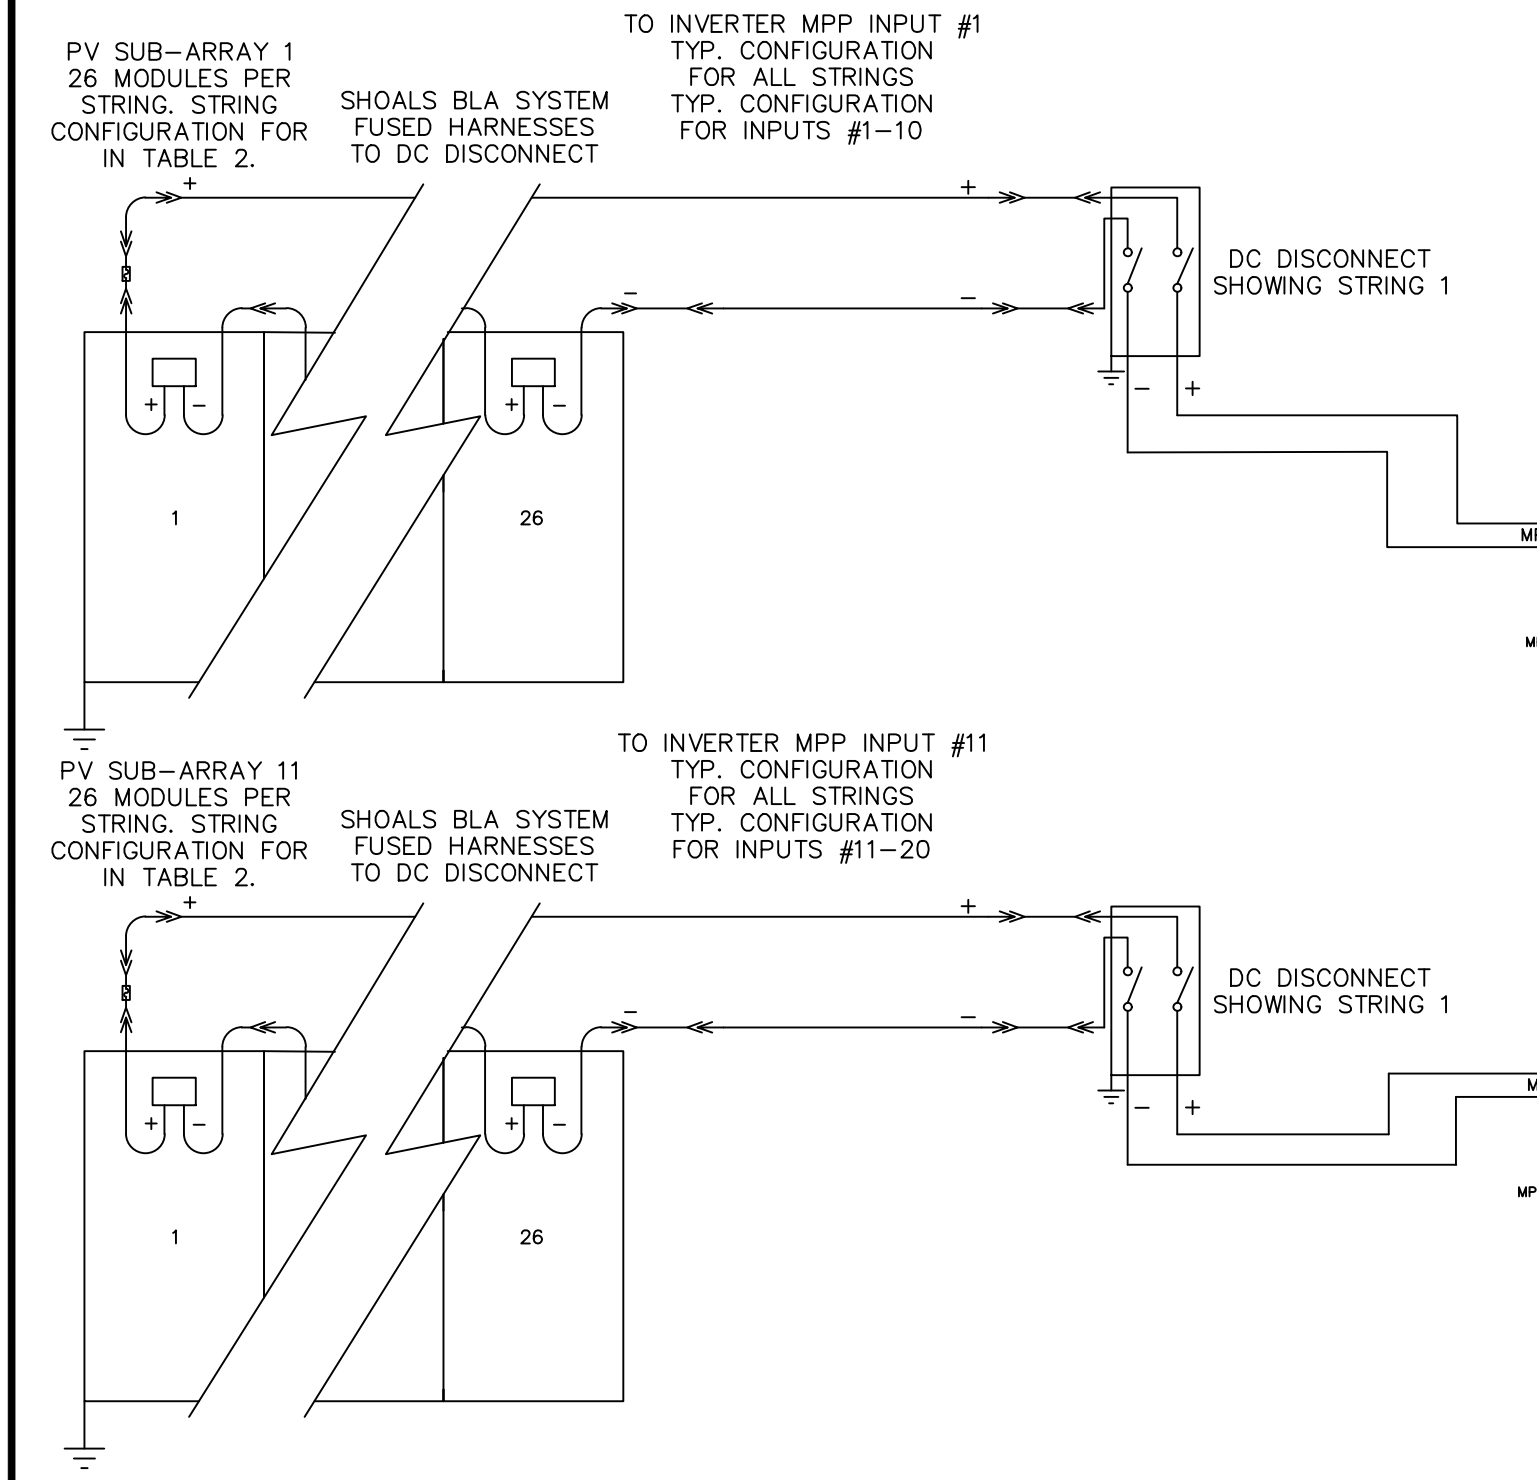 TO INVERTER MPP INPUT #1
TYP. CONFIGURATION
FOR ALL STRINGS
TYP. CONFIGURATION
FOR INPUTS #1-10
PV SUB-ARRAY 1
26 MODULES PER
STRING. STRING
CONFIGURATION FOR
IN TABLE 2.
SHOALS BLA SYSTEM
FUSED HARNESSES
TO DC DISCONNECT
+
+
DC DISCONNECT
SHOWING STRING 1
-
-
- +
+ -
+ -
1
26
TO INVERTER MPP INPUT #11
TYP. CONFIGURATION
FOR ALL STRINGS
TYP. CONFIGURATION
FOR INPUTS #11-20
PV SUB-ARRAY 11
26 MODULES PER
STRING. STRING
CONFIGURATION FOR
IN TABLE 2.
SHOALS BLA SYSTEM
FUSED HARNESSES
TO DC DISCONNECT
+
+
DC DISCONNECT
SHOWING STRING 1
-
-
- +
+ -
+ -
1
26